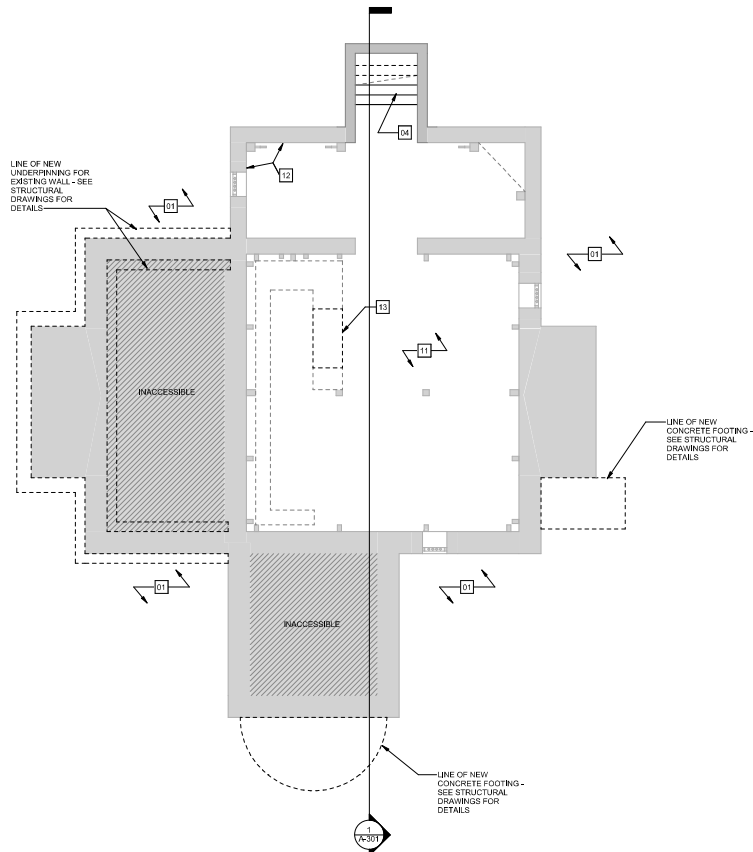 04
LINE OF NEW
UNDERPINNING FOR
EXISTING WALL - SEE
STRUCTURAL
DRAWINGS FOR
DETAILS
12
01
01
13
11
INACCESSIBLE
LINE OF NEW
CONCRETE FOOTING -
SEE STRUCTURAL
DRAWINGS FOR
DETAILS
01
01
INACCESSIBLE
LINE OF NEW
CONCRETE FOOTING -
SEE STRUCTURAL
DRAWINGS FOR
DETAILS
1
A-301